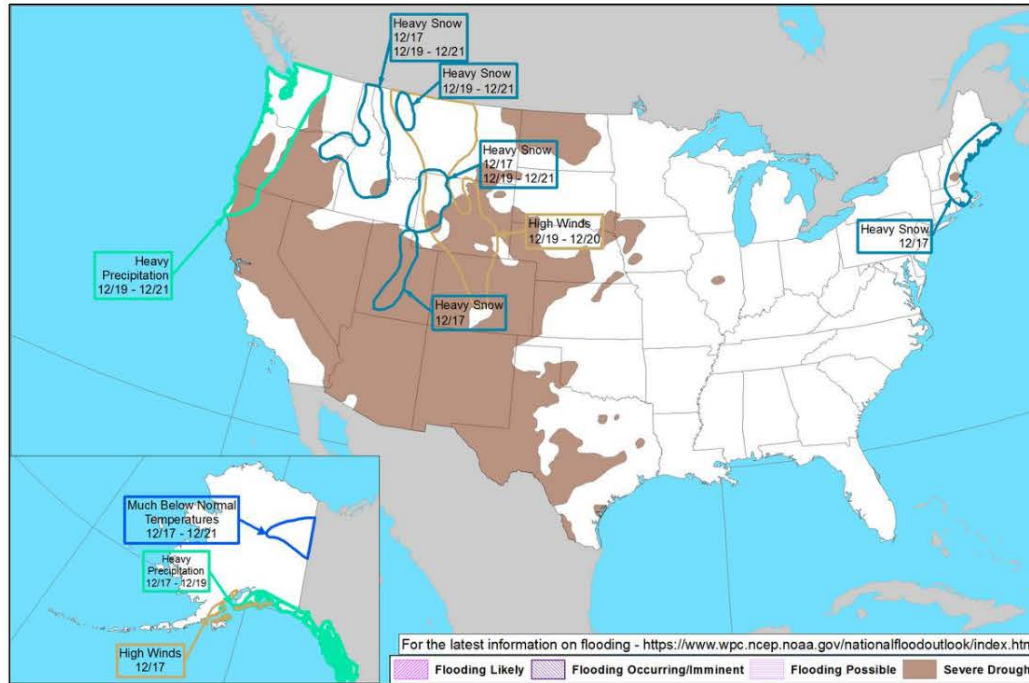 Heavy Snow
12/17
12/19 - 12/21
Heavy Snow
12/19 - 12/21
Heavy Snow
12/17
12/19 - 12/21
High Winds
12/19 - 12/20
Heavy Snow
12/17
Heavy
Precipitation
12/19 - 12/21
Heavy Snow
12/17
Much Below Normal
Temperatures
12/17 - 12/21
Heavy
Precipitation
12/17 - 12/19
High Winds
12/17
For the latest information on flooding - https://www.wpc.ncep.noaa.gov/nationalfloodoutlook/index.htm
Flooding Likely Flooding Occurring/Imminent Flooding Possible Severe Drough